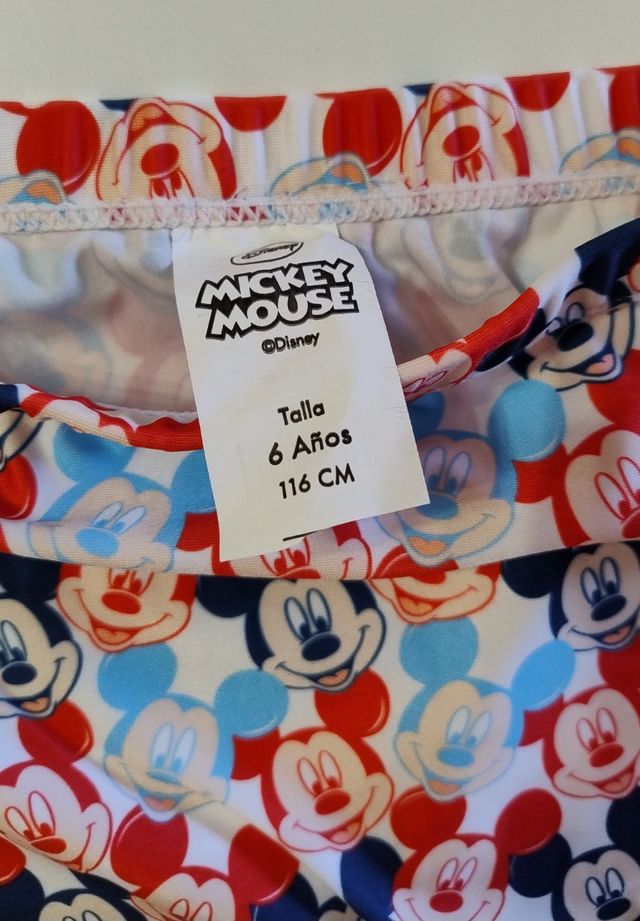 Disney
MICKEY
MOUSE
©Disney
Talla
6 Años
116 CM